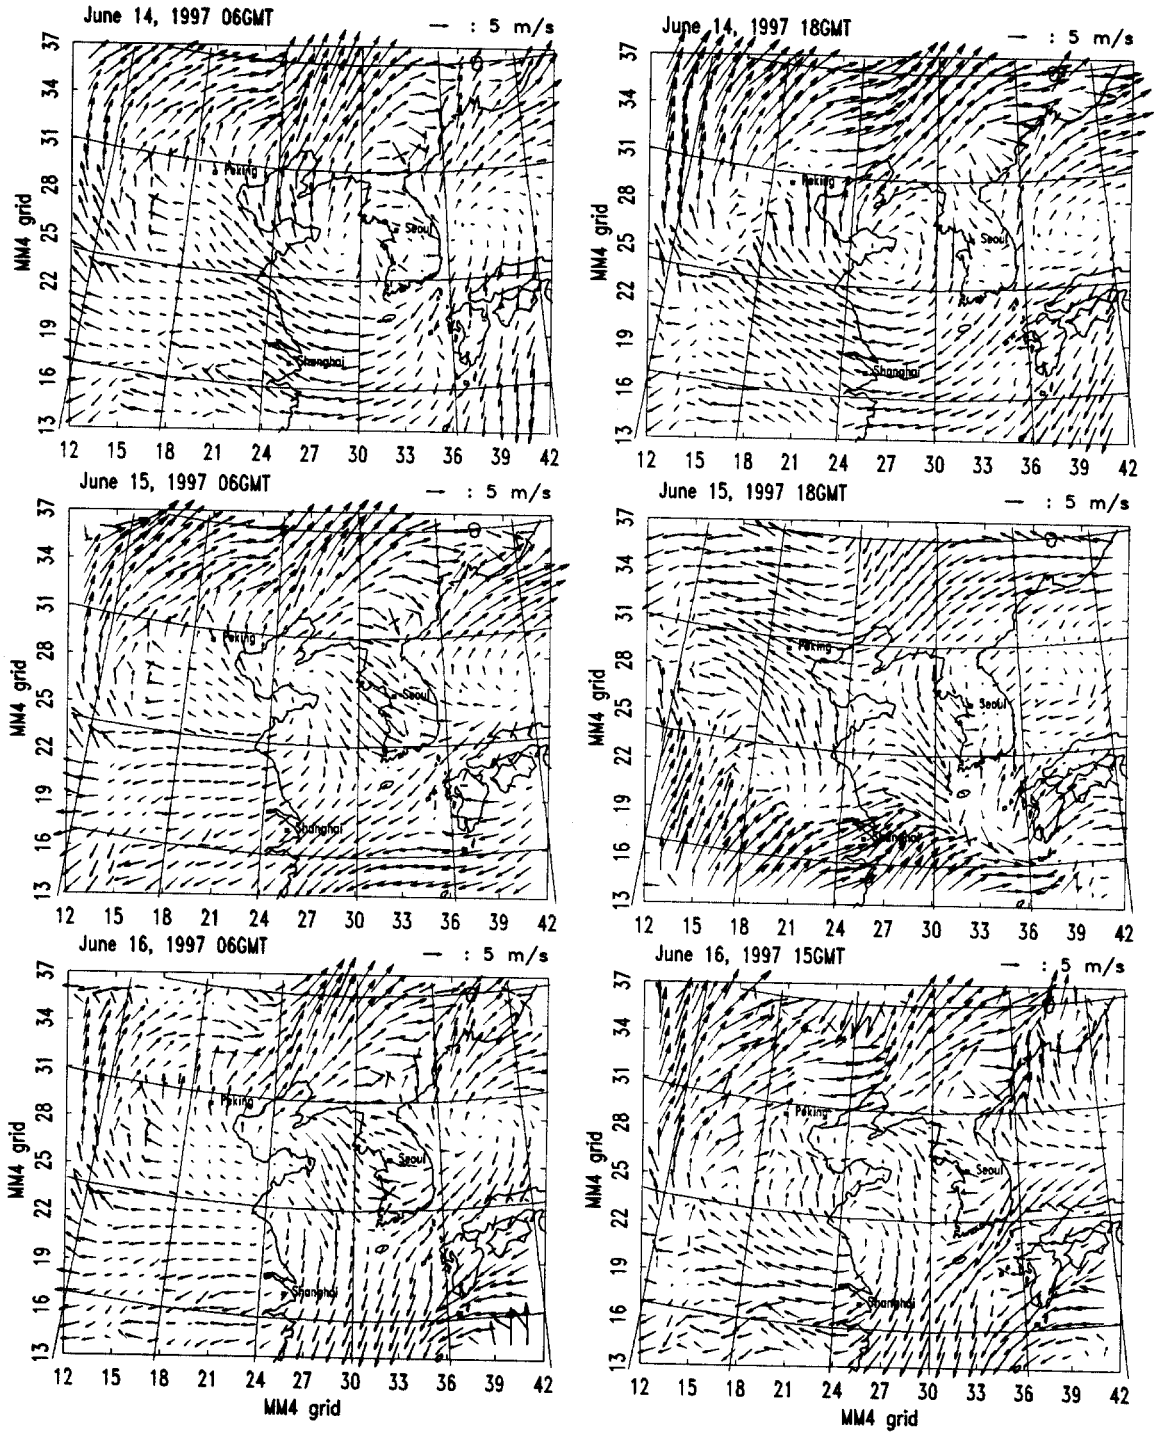 June 14, 1997 06GMT
: 5 m/s
June 14, 1997 18GMT
: 5 m/s
37
34
31
28
25
22
19
16
13
MM4 grid
Peking
Seoul
Shanghai
12 15 18 21 24 27 30 33 36 39 42
37
34
31
28
25
22
19
16
13
MM4 grid
Peking
Seoul
Shanghai
12 15 18 21 24 27 30 33 36 39 42
June 15, 1997 06GMT
: 5 m/s
June 15, 1997 18GMT
: 5 m/s
37
34
31
28
25
22
19
16
13
MM4 grid
Peking
Seoul
Shanghai
12 15 18 21 24 27 30 33 36 39 42
37
34
31
28
25
22
19
16
13
MM4 grid
Peking
Seoul
Shanghai
12 15 18 21 24 27 30 33 36 39 42
June 16, 1997 06GMT
: 5 m/s
June 16, 1997 15GMT
: 5 m/s
37
34
31
28
25
22
19
16
13
MM4 grid
Peking
Seoul
Shanghai
12 15 18 21 24 27 30 33 36 39 42
MM4 grid
37
34
31
28
25
22
19
16
13
MM4 grid
Peking
Seoul
Shanghai
12 15 18 21 24 27 30 33 36 39 42
MM4 grid